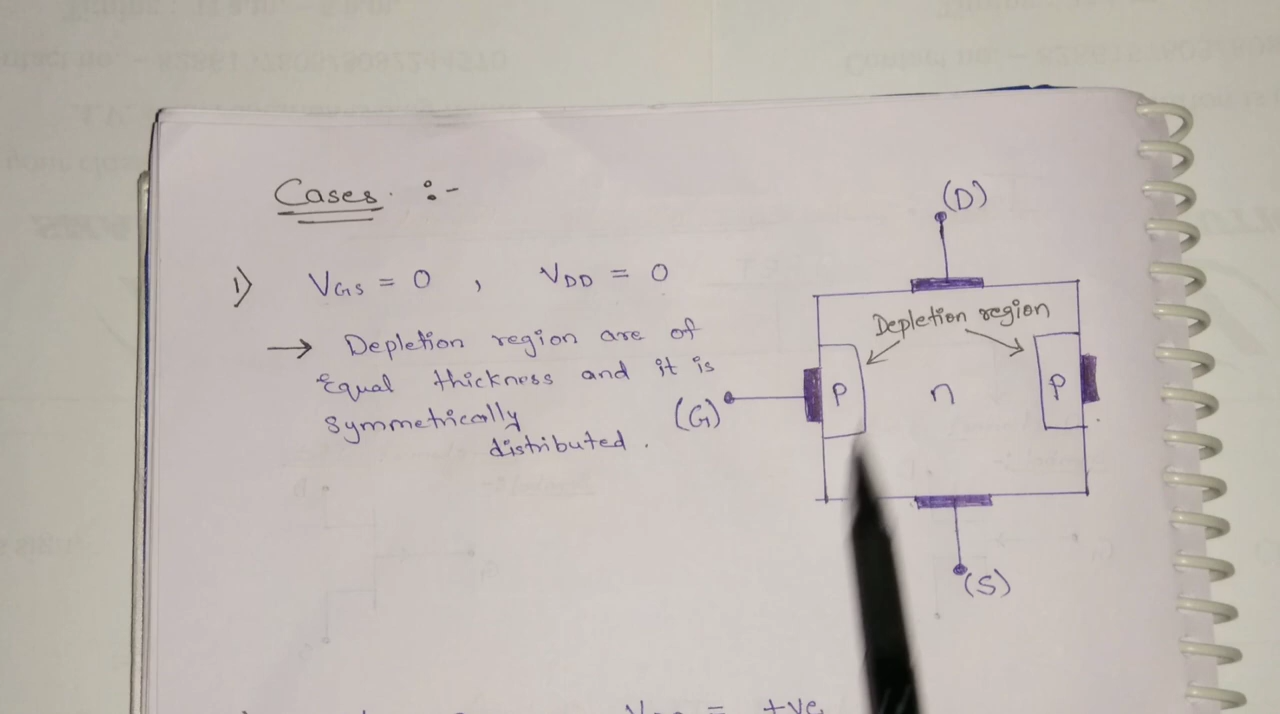 Cases :-
1) VGS = 0 , VDD = 0
→ Depletion region are of
Equal thickness and it is
symmetrically
distributed.
(D)
Depletion region
(G)
P
n
P
(S)
= +ve